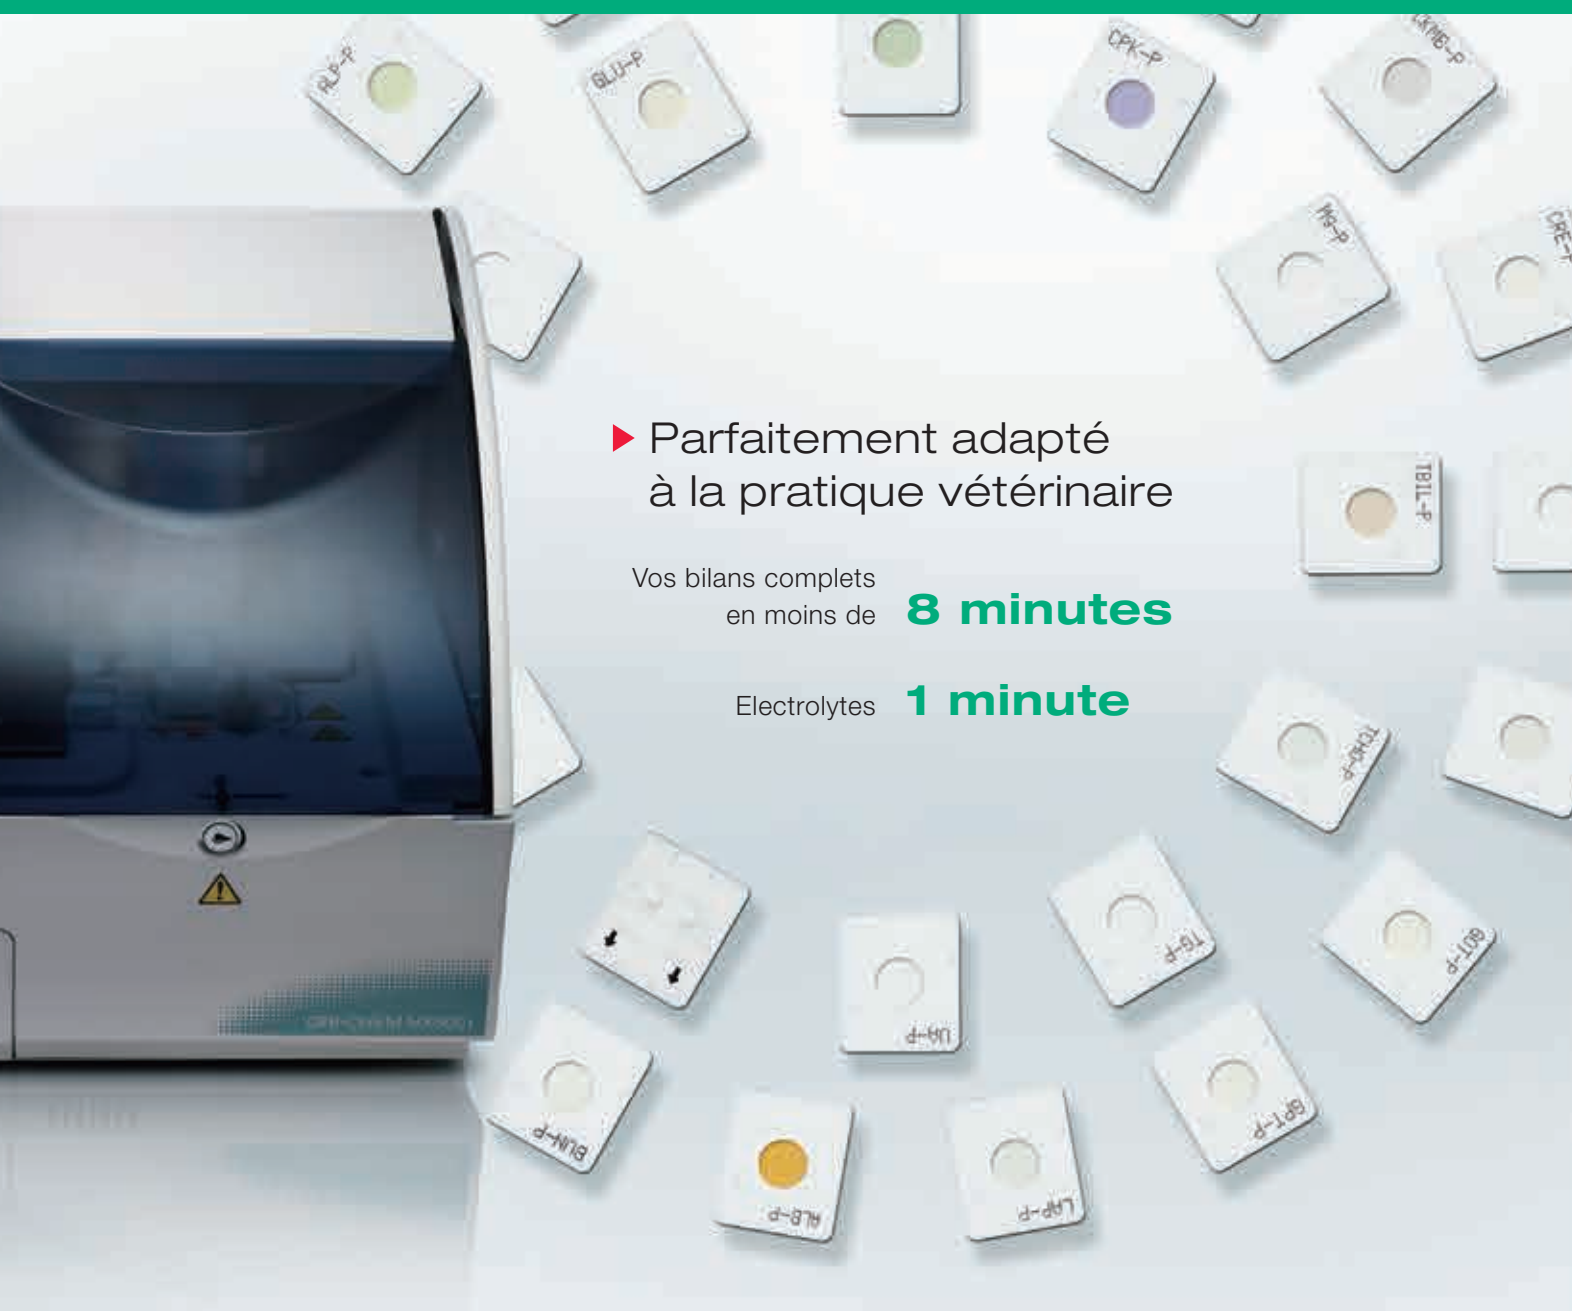 ALP-P
GLU-P
CPK-P
CKMB-P
Mg-P
CRE-P
Parfaitement adapté
à la pratique vétérinaire
TBIL-P
Vos bilans complets
en moins de 8 minutes
Electrolytes 1 minute
TCHO-P
TG-P
GOT-P
UA-P
GPT-P
BUN-P
ALB-P
LAP-P